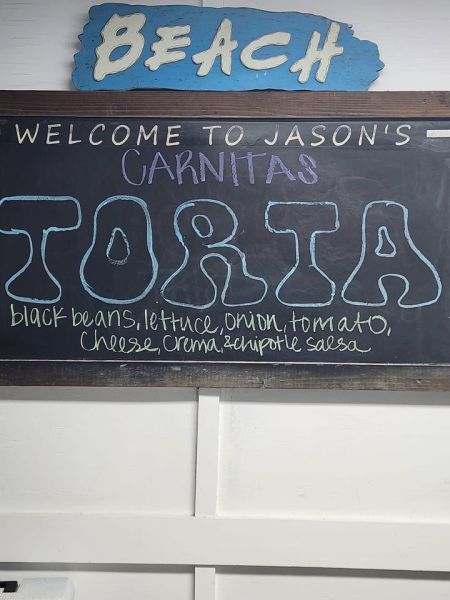 BEACH
WELCOME TO JASON'S
CARNITAS
TORTA
black beans, lettuce, onion, tomato,
Cheese, Crema, & chipotle salsa